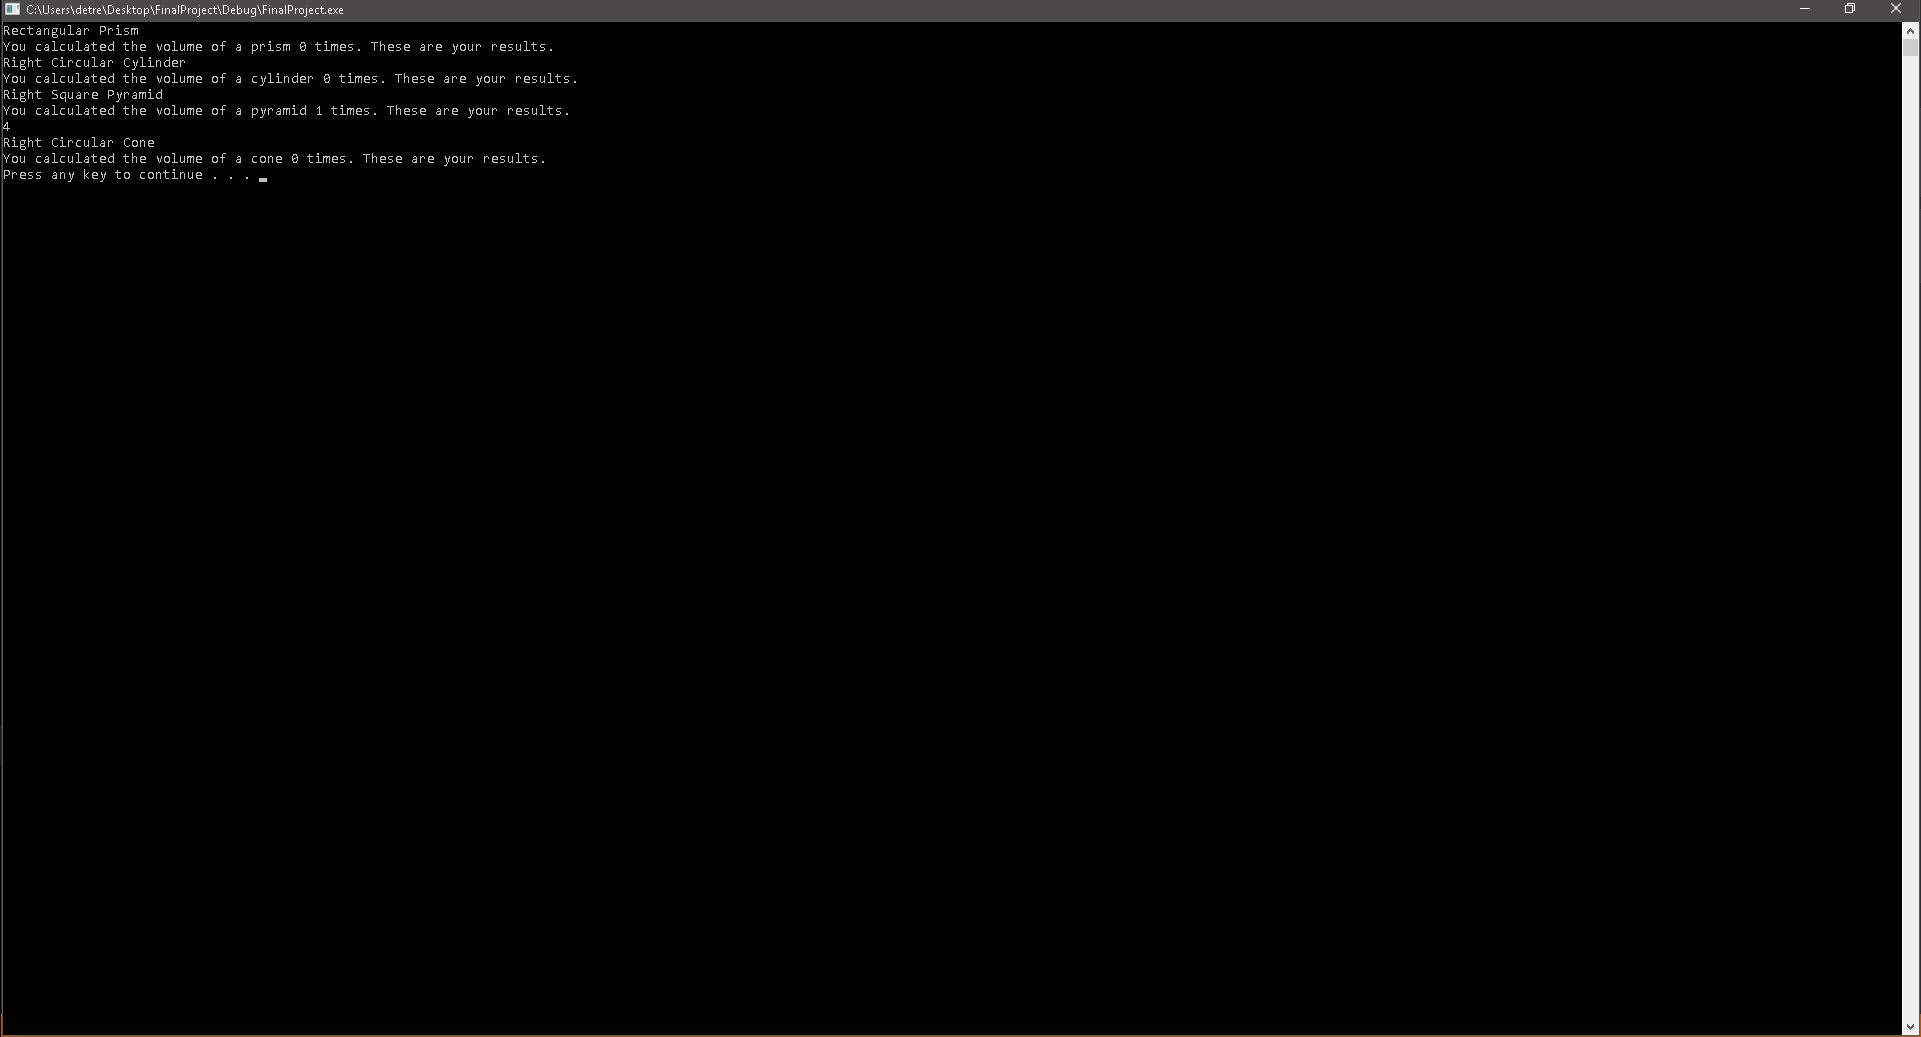 C:\Users\detre\Desktop\FinalProject\Debug\FinalProject.exe
Rectangular Prism
You calculated the volume of a prism 0 times. These are your results.
Right Circular Cylinder
You calculated the volume of a cylinder 0 times. These are your results.
Right Square Pyramid
You calculated the volume of a pyramid 1 times. These are your results.
4
Right Circular Cone
You calculated the volume of a cone 0 times. These are your results.
Press any key to continue . . .